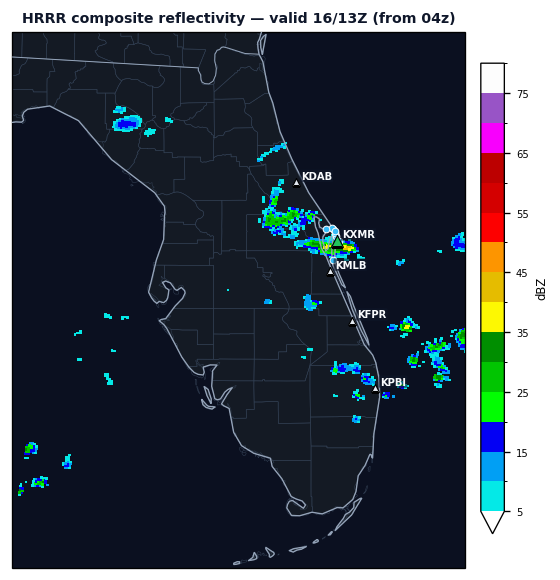 HRRR composite reflectivity — valid 16/13Z (from 04z)
KDAB
KXMR
KMLB
KFPR
KPBI
75
65
55
45
35
25
15
5
dBZ